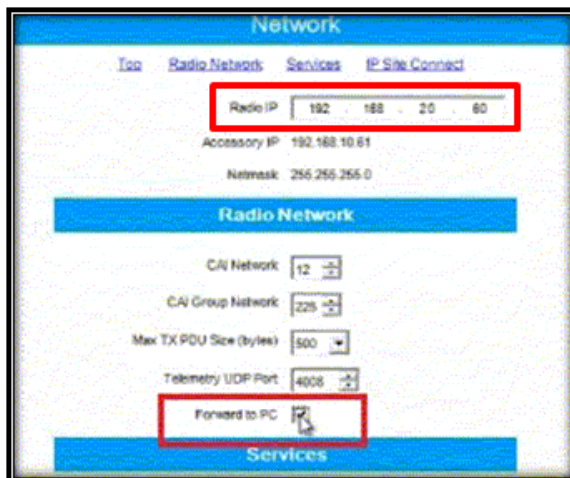 Network
Top Radio Network Services IP Site Connect
Radio IP 192 . 168 . 20 . 60
Accessory IP 192.168.10.61
Netmask 255.255.255.0
Radio Network
CAI Network 12
CAI Group Network 225
Max TX PDU Size (bytes) 500
Telemetry UDP Port 4008
Forward to PC
Services